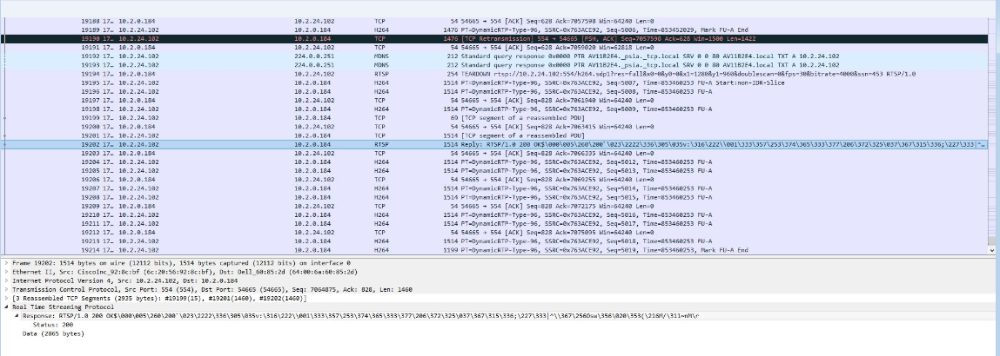 19188 17… 10.2.0.184 10.2.24.102 TCP 54 54665 → 554 [ACK] Seq=628 Ack=7057598 Win=64240 Len=0
19189 17… 10.2.24.102 10.2.0.184 H264 1476 PT=DynamicRTP-Type-96, SSRC=0x763ACE92, Seq=5006, Time=853452029, Mark FU-A End
19190 17… 10.2.24.102 10.2.0.184 TCP 1476 [TCP Retransmission] 554 → 54665 [PSH, ACK] Seq=7057598 Ack=628 Win=1500 Len=1422
19191 17… 10.2.0.184 10.2.24.102 TCP 54 54665 → 554 [ACK] Seq=628 Ack=7059020 Win=62818 Len=0
19192 17… 10.2.24.102 224.0.0.251 MDNS 212 Standard query response 0x0000 PTR AV11B2E4._psia._tcp.local SRV 0 0 80 AV11B2E4.local TXT A 10.2.24.102
19193 17… 10.2.24.102 224.0.0.251 MDNS 212 Standard query response 0x0000 PTR AV11B2E4._psia._tcp.local SRV 0 0 80 AV11B2E4.local TXT A 10.2.24.102
19194 17… 10.2.0.184 10.2.24.102 RTSP 254 TEARDOWN rtsp://10.2.24.102:554/h264.sdp1?res=full&x0=0&y0=0&x1=1280&y1=960&doublescan=0&fps=30&bitrate=4000&ssn=453 RTSP/1.0
19195 17… 10.2.24.102 10.2.0.184 H264 1514 PT=DynamicRTP-Type-96, SSRC=0x763ACE92, Seq=5007, Time=853460253 FU-A Start:non-IDR-Slice
19196 17… 10.2.24.102 10.2.0.184 H264 1514 PT=DynamicRTP-Type-96, SSRC=0x763ACE92, Seq=5008, Time=853460253 FU-A
19197 17… 10.2.0.184 10.2.24.102 TCP 54 54665 → 554 [ACK] Seq=828 Ack=7061940 Win=64240 Len=0
19198 17… 10.2.24.102 10.2.0.184 H264 1514 PT=DynamicRTP-Type-96, SSRC=0x763ACE92, Seq=5009, Time=853460253 FU-A
19199 17… 10.2.24.102 10.2.0.184 TCP 69 [TCP segment of a reassembled PDU]
19200 17… 10.2.0.184 10.2.24.102 TCP 54 54665 → 554 [ACK] Seq=828 Ack=7063415 Win=64240 Len=0
19201 17… 10.2.24.102 10.2.0.184 TCP 1514 [TCP segment of a reassembled PDU]
19202 17… 10.2.24.102 10.2.0.184 RTSP 1514 Reply: RTSP/1.0 200 OK$\000\005\260\200`\023\2222\336\305\035v:\316\222\\001\333\357\253\374\365\333\377\206\372\325\037\367\315\336;\227\333|^…
19203 17… 10.2.0.184 10.2.24.102 TCP 54 54665 → 554 [ACK] Seq=828 Ack=7066335 Win=64240 Len=0
19204 17… 10.2.24.102 10.2.0.184 H264 1514 PT=DynamicRTP-Type-96, SSRC=0x763ACE92, Seq=5012, Time=853460253 FU-A
19205 17… 10.2.24.102 10.2.0.184 H264 1514 PT=DynamicRTP-Type-96, SSRC=0x763ACE92, Seq=5013, Time=853460253 FU-A
19206 17… 10.2.0.184 10.2.24.102 TCP 54 54665 → 554 [ACK] Seq=828 Ack=7069255 Win=64240 Len=0
19207 17… 10.2.24.102 10.2.0.184 H264 1514 PT=DynamicRTP-Type-96, SSRC=0x763ACE92, Seq=5014, Time=853460253 FU-A
19208 17… 10.2.24.102 10.2.0.184 H264 1514 PT=DynamicRTP-Type-96, SSRC=0x763ACE92, Seq=5015, Time=853460253 FU-A
19209 17… 10.2.0.184 10.2.24.102 TCP 54 54665 → 554 [ACK] Seq=828 Ack=7072175 Win=64240 Len=0
19210 17… 10.2.24.102 10.2.0.184 H264 1514 PT=DynamicRTP-Type-96, SSRC=0x763ACE92, Seq=5016, Time=853460253 FU-A
19211 17… 10.2.24.102 10.2.0.184 H264 1514 PT=DynamicRTP-Type-96, SSRC=0x763ACE92, Seq=5017, Time=853460253 FU-A
19212 17… 10.2.0.184 10.2.24.102 TCP 54 54665 → 554 [ACK] Seq=828 Ack=7075095 Win=64240 Len=0
19213 17… 10.2.24.102 10.2.0.184 H264 1514 PT=DynamicRTP-Type-96, SSRC=0x763ACE92, Seq=5018, Time=853460253 FU-A
19214 17… 10.2.24.102 10.2.0.184 H264 1199 PT=DynamicRTP-Type-96, SSRC=0x763ACE92, Seq=5019, Time=853460253, Mark FU-A End
Frame 19202: 1514 bytes on wire (12112 bits), 1514 bytes captured (12112 bits) on interface 0
Ethernet II, Src: CiscoInc_92:8c:bf (6c:20:56:92:8c:bf), Dst: Dell_60:85:2d (64:00:6a:60:85:2d)
Internet Protocol Version 4, Src: 10.2.24.102, Dst: 10.2.0.184
Transmission Control Protocol, Src Port: 554 (554), Dst Port: 54665 (54665), Seq: 7064875, Ack: 828, Len: 1460
[3 Reassembled TCP Segments (2935 bytes): #19199(15), #19201(1460), #19202(1460)]
Real Time Streaming Protocol
Response: RTSP/1.0 200 OK$\000\005\260\200`\023\2222\336\305\035v:\316\222\\001\333\357\253\374\365\333\377\206\372\325\037\367\315\336;\227\333|^\\367\256Osw\356\020\353(\216M/\311~nM\r
Status: 200
Data (2865 bytes)